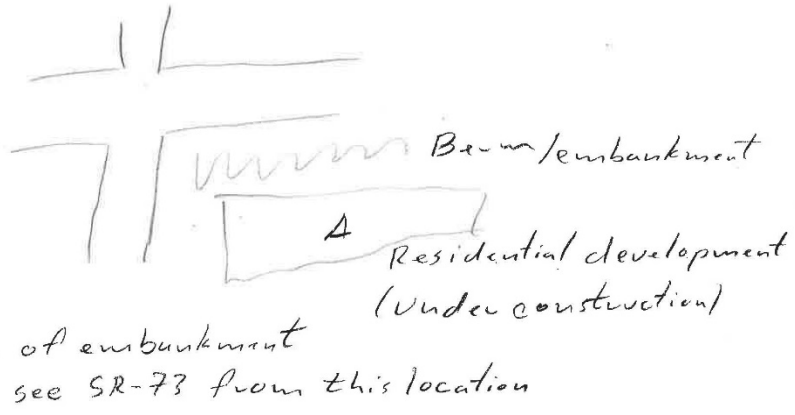 Berm/embankment
Δ
Residential development
(under construction)
of embankment
see SR-73 from this location